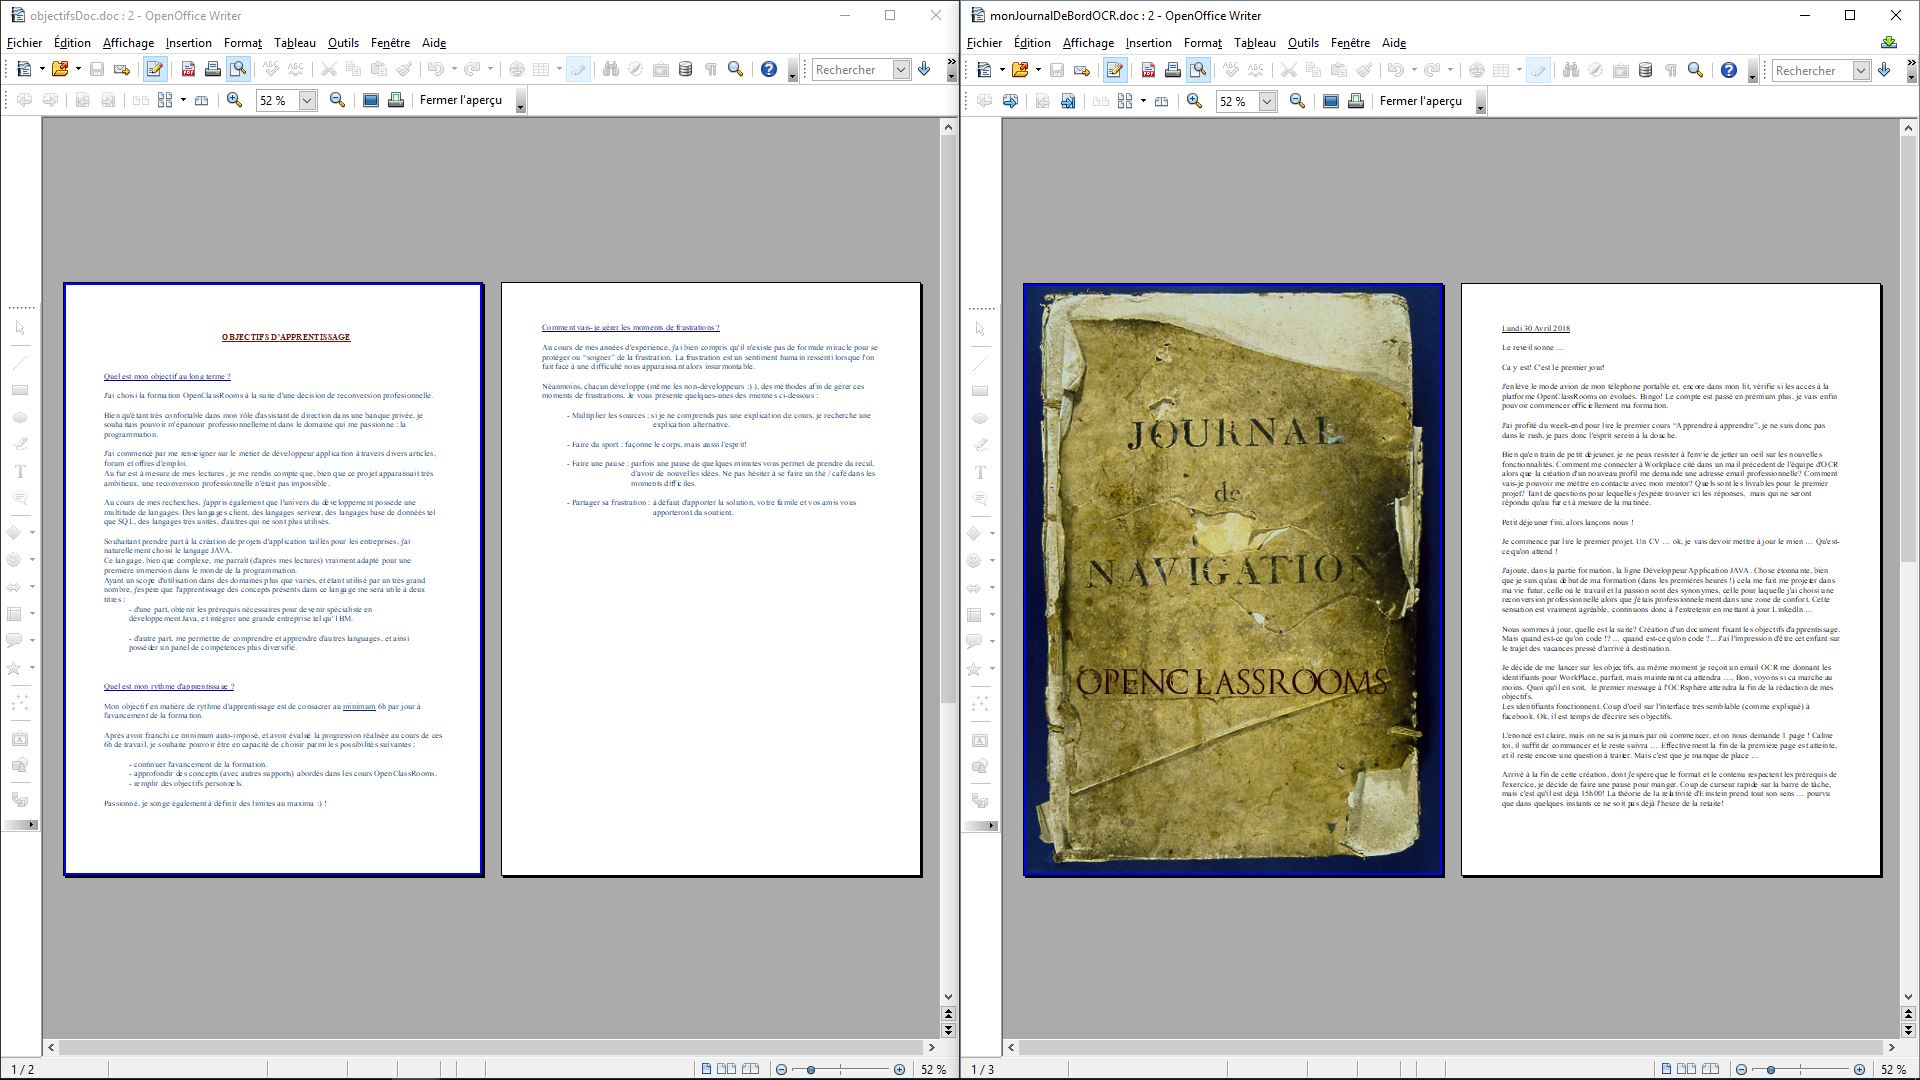 objectifsDoc.doc : 2 - OpenOffice Writer
Fichier Édition Affichage Insertion Format Tableau Outils Fenêtre Aide
Rechercher
52 % Fermer l'aperçu
OBJECTIFS D'APPRENTISSAGE
Quel est mon objectif au long terme ?
J'ai choisi la formation OpenClassRooms à la suite d'une décision de reconversion profesionnelle.
Bien qu'étant très confortable dans mon rôle d'assistant de direction dans une banque privée, je
souhaitais pouvoir m'épanouir professionnellement dans le domaine qui me passionne : la
programmation.
J'ai commencé par me renseigner sur le métier de développeur application à travers divers articles,
forum et offres d'emploi.
Au fur est à mesure de mes lectures , je me rendis compte que, bien que ce projet apparaissait très
ambitieux, une reconversion professionnelle n'était pas impossible .
Au cours de mes recherches, j'appris également que l'univers du développement possède une
multitude de langages. Des langages client, des langages serveur, des langages base de donnéés tel
que SQL, des langages très usités, d'autres qui ne sont plus utilisés.
Souhaitant prendre part à la création de projets d'application taillés pour les entreprises, j'ai
naturellement choisi le langage JAVA.
Ce langage, bien que complexe, me parraît (d'après mes lectures) vraiment adapté pour une
première immersion dans le monde de la programmation.
Ayant un scope d'utilisation dans des domaines plus que variés, et étant utilisé par un très grand
nombre, j'espère que l'apprentissage des concepts présents dans ce langage me sera utile à deux
titres :
- d'une part, obtenir les prérequis nécessaires pour devenir spécialiste en
développement Java, et intégrer une grande entreprise tel qu' IBM.
- d'autre part, me permettre de comprendre et apprendre d'autres languages, et ainsi
posséder un panel de compétences plus diversifié.
Quel est mon rythme d'apprentissage ?
Mon objectif en matière de rythme d'apprentissage est de consacrer au minimum 6h par jour à
l'avancement de la formation.
Après avoir franchi ce minimum auto-imposé, et avoir évalué la progression réalisée au cours de ces
6h de travail, je souhaite pouvoir être en capacité de choisir parmi les possibilités suivantes :
- continuer l'avancement de la formation.
- approfondir des concepts (avec autres supports) abordés dans les cours OpenClassRooms.
- remplir des objectifs personnels.
Passionné, je songe également à définir des limites au maxima :) !
Comment vais-je gérer les moments de frustrations ?
Au cours de mes années d'expérience, j'ai bien compris qu'il n'existe pas de formule miracle pour se
protéger ou "soigner" de la frustration. La frustration est un sentiment humain ressenti lorsque l'on
fait face à une difficulté nous apparaissant alors insurmontable.
Néanmoins, chacun développe (même les non-développeurs :) ), des méthodes afin de gérer ces
moments de frustrations. Je vous présente quelques-unes des miennes ci-dessous :
- Multiplier les sources : si je ne comprends pas une explication de cours, je recherche une
explication alternative.
- Faire du sport : façonne le corps, mais aussi l'esprit!
- Faire une pause : parfois une pause de quelques minutes vous permet de prendre du recul,
d'avoir de nouvelles idées. Ne pas hésiter à se faire un thé / café dans les
moments difficiles.
- Partager sa frustration : à défaut d'apporter la solution, votre famile et vos amis vous
apporteront du soutient.
1 / 2 52 %
monJournalDeBordOCR.doc : 2 - OpenOffice Writer
Fichier Édition Affichage Insertion Format Tableau Outils Fenêtre Aide
Rechercher
52 % Fermer l'aperçu
JOURNAL
de
NAVIGATION
OPENCLASSROOMS
Lundi 30 Avril 2018
Le reveil sonne …
Ca y est! C'est le premier jour!
J'enlève le mode avion de mon téléphone portable et, encore dans mon lit, vérifie si les accés à la
platforme OpenClassRooms on évolués. Bingo! Le compte est passé en prémium plus, je vais enfin
pouvoir commencer officiellement ma formation.
J'ai profité du week-end pour lire le premier cours "Apprendre à apprendre", je ne suis donc pas
dans le rush, je pars donc l'esprit serein à la douche.
Bien qu'en train de petit déjeuner, je ne peux resister à l'envie de jetter un oeil sur les nouvelles
fonctionnalités. Comment me connecter à Workplace cité dans un mail précedent de l'équipe d'OCR
alors que la création d'un nouveau profil me demande une adresse email professionnelle? Comment
vais-je pouvoir me mettre en contacte avec mon mentor? Quels sont les livrables pour le premier
projet? Tant de questions pour lequelles j'espère trouver ici les réponses, mais qui ne seront
répondu qu'au fur et à mesure de la matinée.
Petit déjeuner fini, alors lançons nous !
Je commence par lire le premier projet. Un CV … ok, je vais devoir mettre à jour le mien … Qu'est-
ce qu'on attend !
J'ajoute, dans la partie formation, la ligne Développeur Application JAVA. Chose étonnante, bien
que je suis qu'au début de ma formation (dans les premières heures !) cela me fait me projeter dans
ma vie futur, celle où le travail et la passion sont des synonymes, celle pour laquelle j'ai choisi une
reconversion professionnelle alors que j'étais professionnelement dans une zone de confort. Cette
sensation est vraiment agréable, continuons donc à l'entretenir en mettant à jour LinkedIn …
Nous sommes à jour, quelle est la suite? Création d'un document fixant les objectifs d'apprentissage.
Mais quand est-ce qu'on code !? … quand est-ce qu'on code ?... J'ai l'impression d'être cet enfant sur
le trajet des vacances pressé d'arrivé à destination.
Je décide de me lancer sur les objectifs, au même moment je reçoit un email OCR me donnant les
identifiants pour WorkPlace, parfait, mais maintenant ca attendra …, Bon, voyons si ca marche au
moins. Quoi qu'il en soit, le premier message à l'OCRsphère attendra la fin de la rédaction de mes
objectifs.
Les identifiants fonctionnent. Coup d'oeil sur l'interface très semblable (comme expliqué) à
facebook. Ok, il est temps de d'écrire ses objectifs.
L'enoncé est claire, mais on ne sais jamais par où commencer, et on nous demande 1 page ! Calme
toi, il suffit de commancer et le reste suivra … Effectivement la fin de la première page est atteinte,
et il reste encore une question à traiter. Mais c'est que je manque de place …
Arrivé à la fin de cette création, dont j'espère que le format et le contenu respectent les prérequis de
l'exercice, je décide de faire une pause pour manger. Coup de curseur rapide sur la barre de tâche,
mais c'est qu'il est déjà 15h00! La théorie de la relativité d'Einstein prend tout son sens … pourvu
que dans quelques instants ce ne soit pas déjà l'heure de la retaite!
1 / 3 52 %